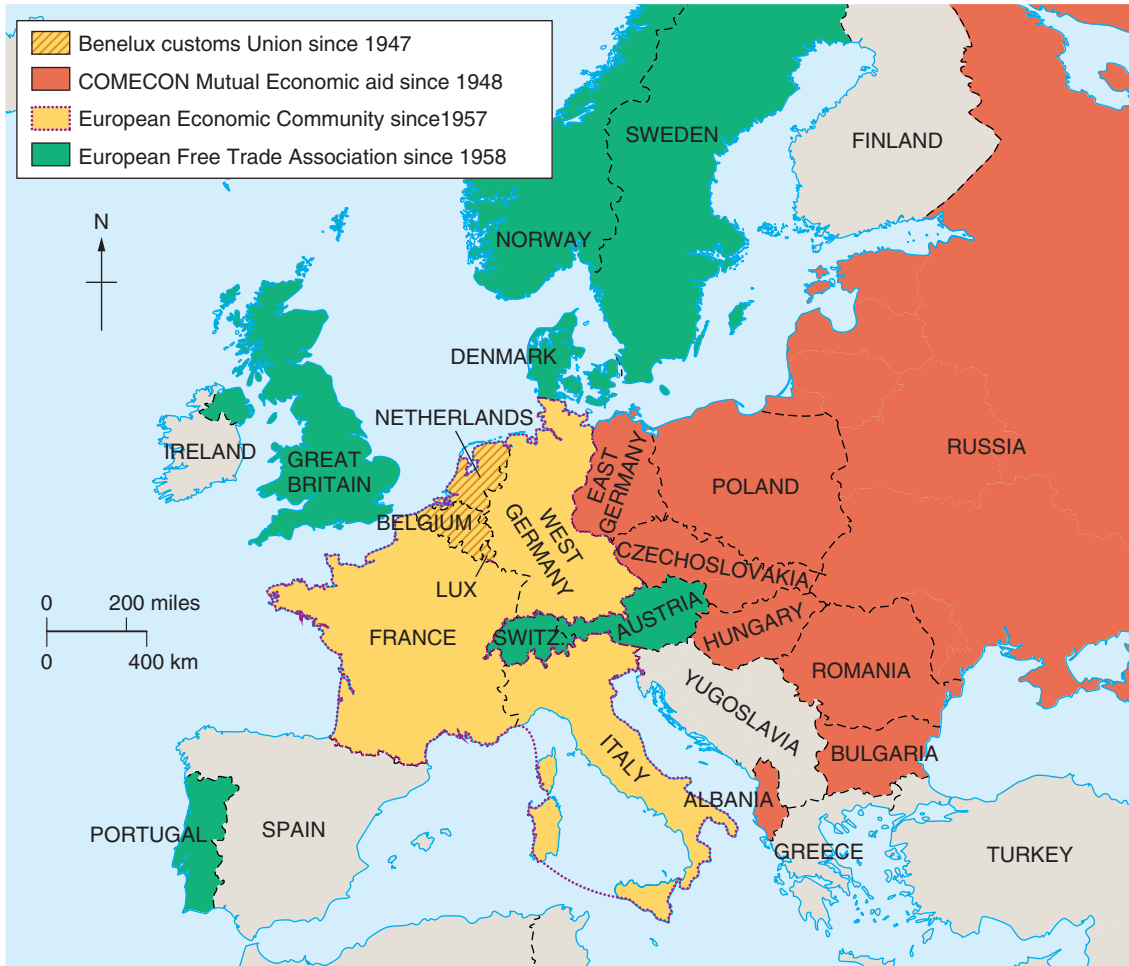 Benelux customs Union since 1947
COMECON Mutual Economic aid since 1948
European Economic Community since1957
European Free Trade Association since 1958
N
SWEDEN
FINLAND
NORWAY
DENMARK
NETHERLANDS
IRELAND
GREAT
BRITAIN
RUSSIA
EAST
GERMANY
POLAND
BELGIUM
WEST
GERMANY
CZECHOSLOVAKIA
LUX
0 200 miles
0 400 km
FRANCE
SWITZ
AUSTRIA
HUNGARY
ROMANIA
YUGOSLAVIA
BULGARIA
ITALY
ALBANIA
PORTUGAL
SPAIN
GREECE
TURKEY